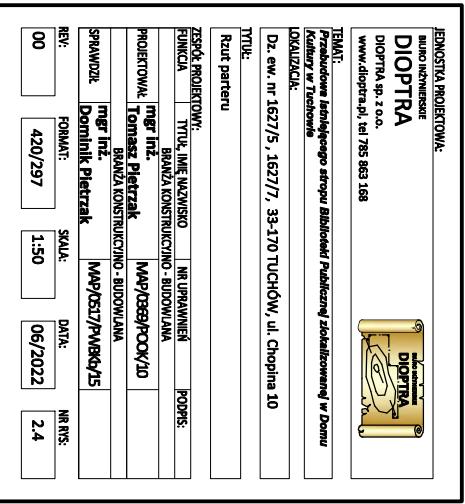 JEDNOSTKA PROJEKTOWA:
BIURO INŻYNIERSKIE
DIOPTRA
DIOPTRA sp. z o.o.
www.dioptra.pl, tel 785 863 168
BIURO INŻYNIERSKIE
DIOPTRA
TEMAT:
Przebudowa istniejącego stropu Biblioteki Publicznej zlokalizowanej w Domu
Kultury w Tuchowie
LOKALIZACJA:
Dz. ew. nr 1627/5 , 1627/7, 33-170 TUCHÓW, ul. Chopina 10
TYTUŁ:
Rzut parteru
ZESPÓŁ PROJEKTOWY:
FUNKCJA TYTUŁ, IMIĘ NAZWISKO NR UPRAWNIEŃ PODPIS:
BRANŻA KONSTRUKCYJNO - BUDOWLANA
PROJEKTOWAŁ mgr inż. Tomasz Pietrzak MAP/0369/POOK/10
BRANŻA KONSTRUKCYJNO - BUDOWLANA
SPRAWDZIŁ mgr inż. Dominik Pietrzak MAP/0517/PWBKb/15
REV: FORMAT: SKALA: DATA: NR RYS:
00 420/297 1:50 06/2022 2.4